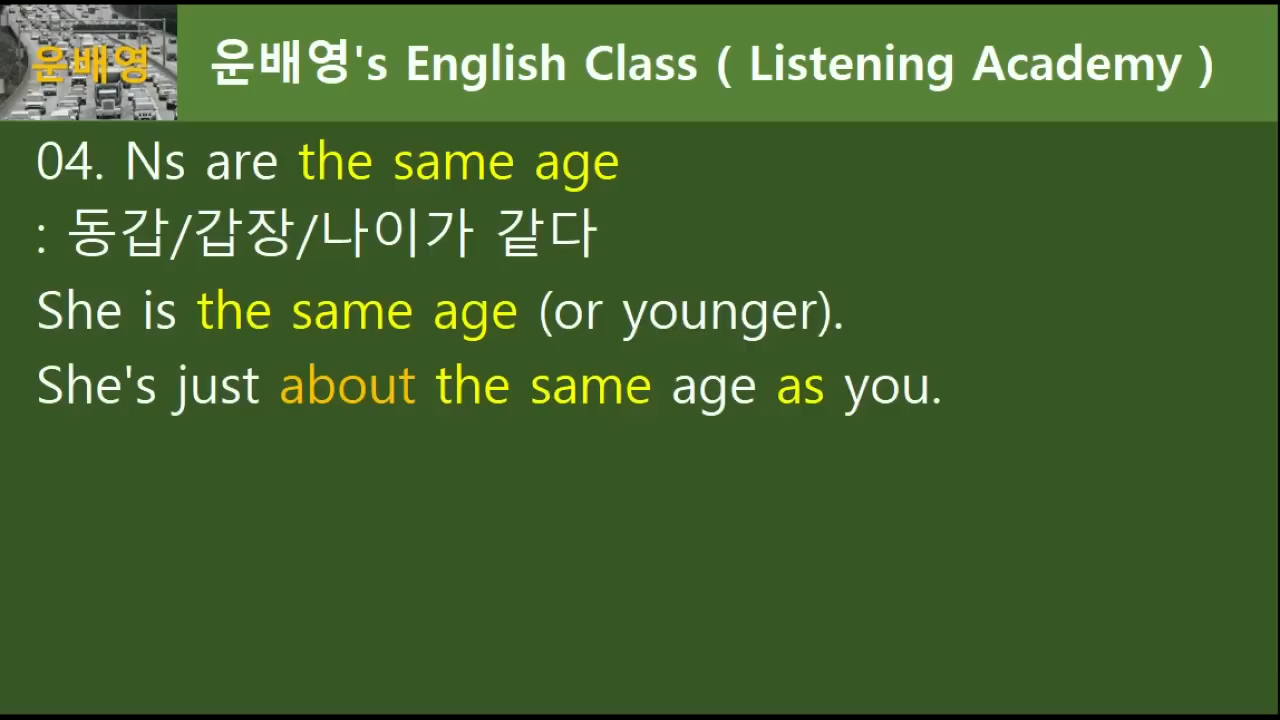 운배영
운배영's English Class ( Listening Academy )
04. Ns are the same age
: 동갑/갑장/나이가 같다
She is the same age (or younger).
She's just about the same age as you.